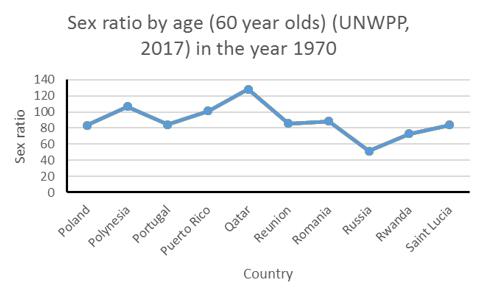 Sex ratio by age (60 year olds) (UNWPP,
2017) in the year 1970
140
120
100
80
60
40
20
0
Sex ratio
Poland
Polynesia
Portugal
Puerto Rico
Qatar
Reunion
Romania
Russia
Rwanda
Saint Lucia
Country